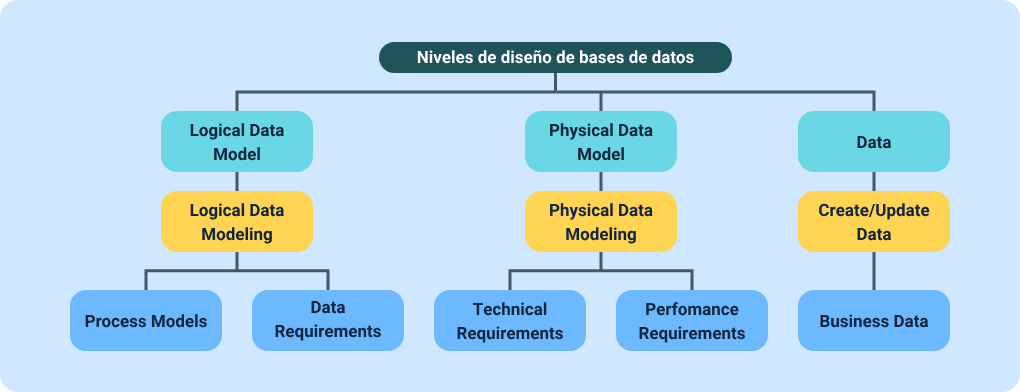 Niveles de diseño de bases de datos
Logical Data
Model
Physical Data
Model
Data
Logical Data
Modeling
Physical Data
Modeling
Create/Update
Data
Process Models
Data
Requirements
Technical
Requirements
Perfomance
Requirements
Business Data